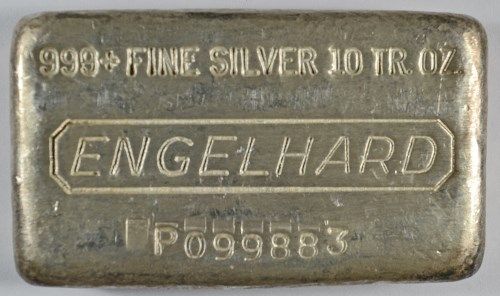 999+ FINE SILVER 10 TR. OZ.
ENGELHARD
P099883